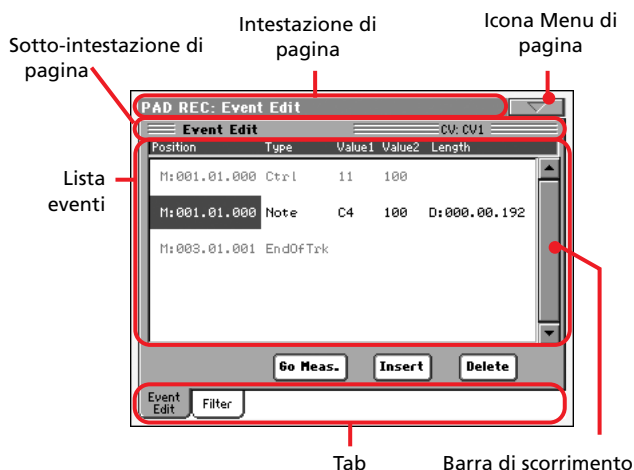 Intestazione di
pagina
Icona Menu di
pagina
Sotto-intestazione di
pagina
PAD REC: Event Edit
Event Edit CV: CV1
Position Type Value1 Value2 Length
M:001.01.000 Ctrl 11 100
M:001.01.000 Note C4 100 D:000.00.192
M:003.01.001 EndOfTrk
Lista
eventi
Go Meas. Insert Delete
Event
Edit
Filter
Tab
Barra di scorrimento